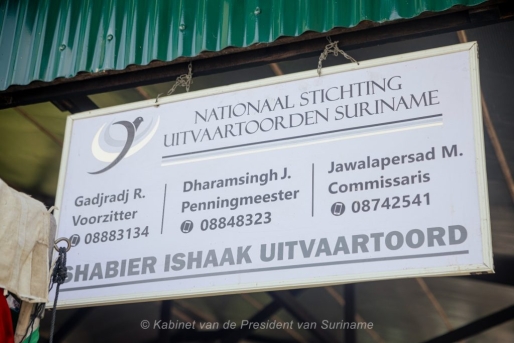 NATIONAAL STICHTING
UITVAARTOORDEN SURINAME
Gadjradj R.
Voorzitter
08883134
Dharamsingh J.
Penningmeester
08848323
Jawalapersad M.
Commissaris
08742541
SHABIER ISHAAK UITVAARTOORD
© Kabinet van de President van Suriname